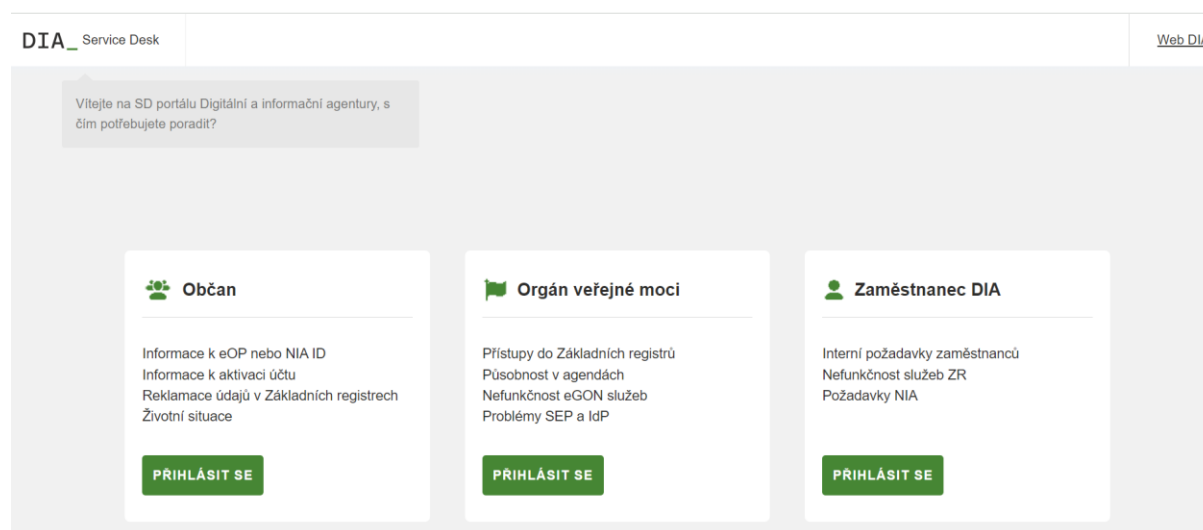 DIA_ Service Desk
Web DIA
Vítejte na SD portálu Digitální a informační agentury, s
čím potřebujete poradit?
Občan
Informace k eOP nebo NIA ID
Informace k aktivaci účtu
Reklamace údajů v Základních registrech
Životní situace
PŘIHLÁSIT SE
Orgán veřejné moci
Přístupy do Základních registrů
Působnost v agendách
Nefunkčnost eGON služeb
Problémy SEP a IdP
PŘIHLÁSIT SE
Zaměstnanec DIA
Interní požadavky zaměstnanců
Nefunkčnost služeb ZR
Požadavky NIA
PŘIHLÁSIT SE